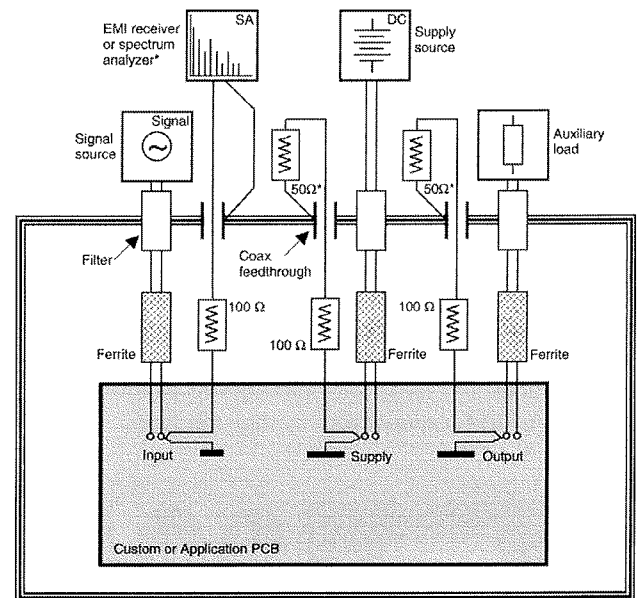 EMI receiver
or spectrum
analyzer*
SA
DC
Supply
source
Signal
source
Signal
Auxiliary
load
50Ω*
50Ω*
Filter
Coax
feedthrough
100 Ω
100 Ω
100 Ω
Ferrite
Ferrite
Ferrite
Input
Supply
Output
Custom or Application PCB